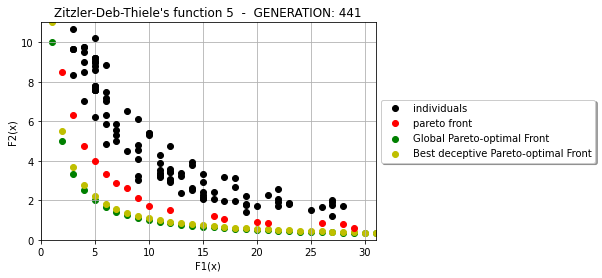 Zitzler-Deb-Thiele's function 5 - GENERATION: 441
F2(x)
10
8
6
4
2
0
0 5 10 15 20 25 30
F1(x)
individuals
pareto front
Global Pareto-optimal Front
Best deceptive Pareto-optimal Front